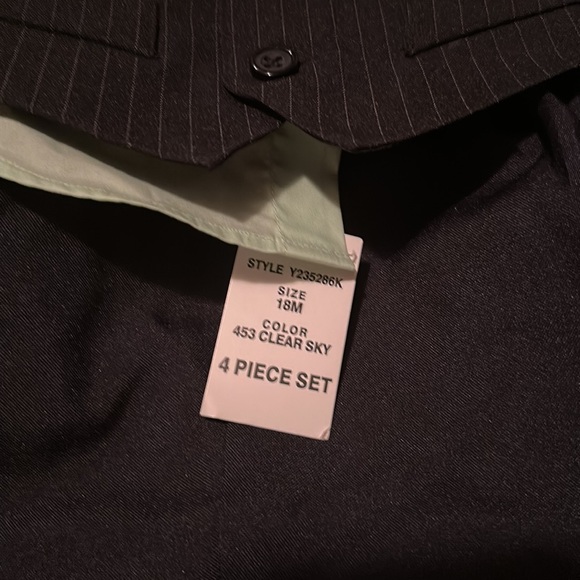 STYLE Y235286K
SIZE
18M
COLOR
453 CLEAR SKY
4 PIECE SET